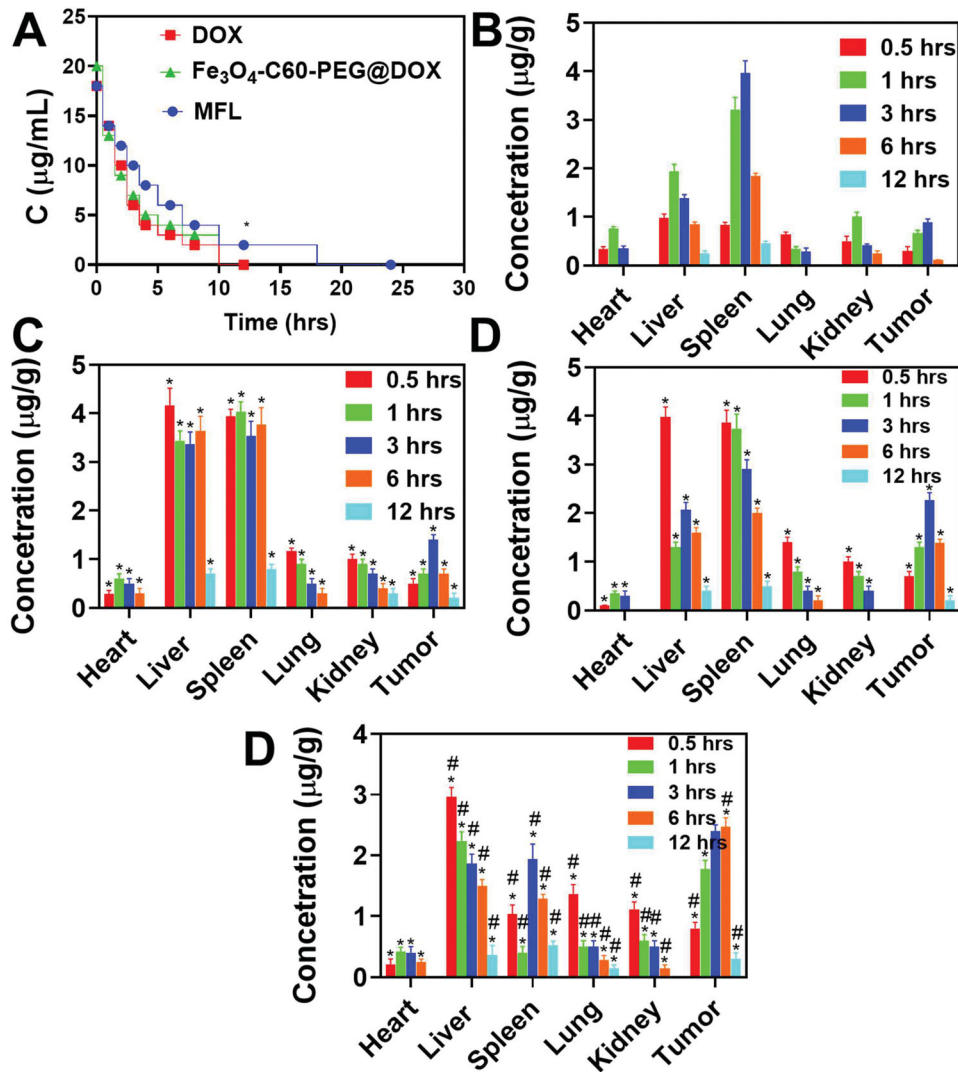 A
C (µg/mL)
25
20
15
10
5
0
DOX
Fe₃O₄-C60-PEG@DOX
MFL
*
0 5 10 15 20 25 30
Time (hrs)
B
Concetration (µg/g)
5
4
3
2
1
0
0.5 hrs
1 hrs
3 hrs
6 hrs
12 hrs
Heart Liver Spleen Lung Kidney Tumor
C
Concetration (µg/g)
5
4
3
2
1
0
0.5 hrs
1 hrs
3 hrs
6 hrs
12 hrs
* * * * * * * * * * * * * * * * * * * * * * * * * * *
Heart Liver Spleen Lung Kidney Tumor
D
Concetration (µg/g)
5
4
3
2
1
0
0.5 hrs
1 hrs
3 hrs
6 hrs
12 hrs
* * * * * * * * * * * * * * * * * * * * * * * * *
Heart Liver Spleen Lung Kidney Tumor
D
Concetration (µg/g)
4
3
2
1
0
0.5 hrs
1 hrs
3 hrs
6 hrs
12 hrs
# # # # # # # # # # # # # # # # # # # # # #
* * * * * * * * * * * * * * * * * * * * * * * * * * *
Heart Liver Spleen Lung Kidney Tumor